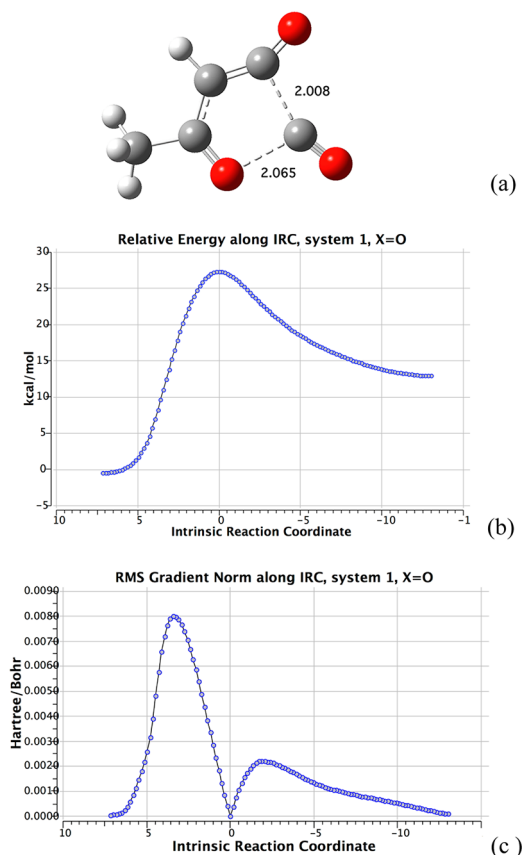 2.008
2.065
(a)
Relative Energy along IRC, system 1, X=O
30
25
20
15
10
5
0
−5
kcal/mol
10 5 0 −5 −10 −1
Intrinsic Reaction Coordinate
(b)
RMS Gradient Norm along IRC, system 1, X=O
0.0090
0.0080
0.0070
0.0060
0.0050
0.0040
0.0030
0.0020
0.0010
0.0000
Hartree/Bohr
10 5 0 −5 −10
Intrinsic Reaction Coordinate
(c )